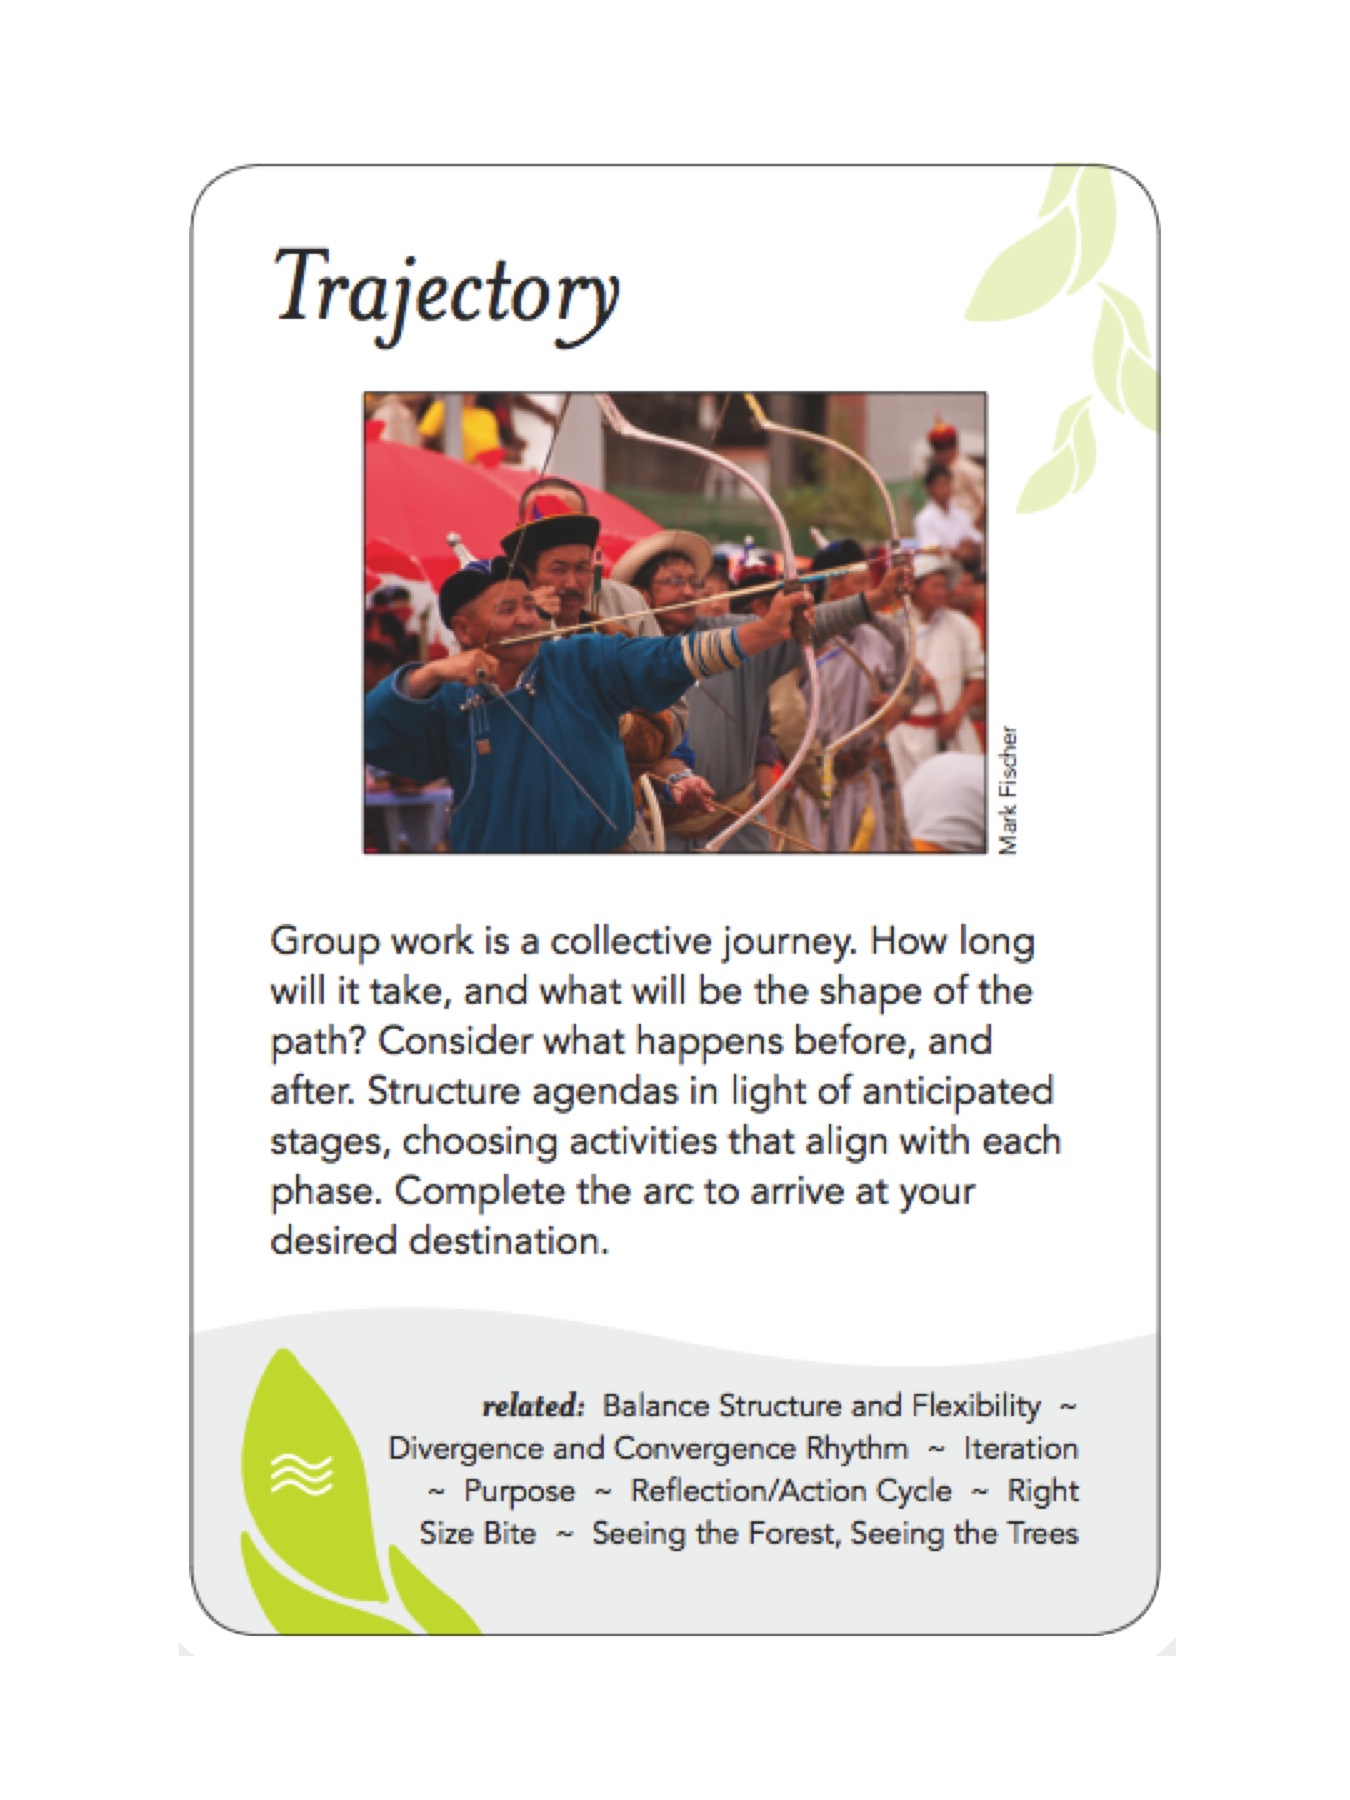 Trajectory
Mark Fischer
Group work is a collective journey. How long
will it take, and what will be the shape of the
path? Consider what happens before, and
after. Structure agendas in light of anticipated
stages, choosing activities that align with each
phase. Complete the arc to arrive at your
desired destination.
related: Balance Structure and Flexibility ~
Divergence and Convergence Rhythm ~ Iteration
~ Purpose ~ Reflection/Action Cycle ~ Right
Size Bite ~ Seeing the Forest, Seeing the Trees